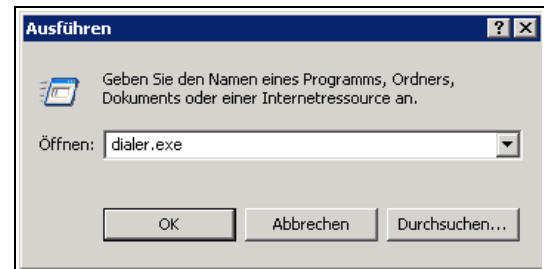 Ausführen
Geben Sie den Namen eines Programms, Ordners,
Dokuments oder einer Internetressource an.
Öffnen: dialer.exe
OK Abbrechen Durchsuchen...